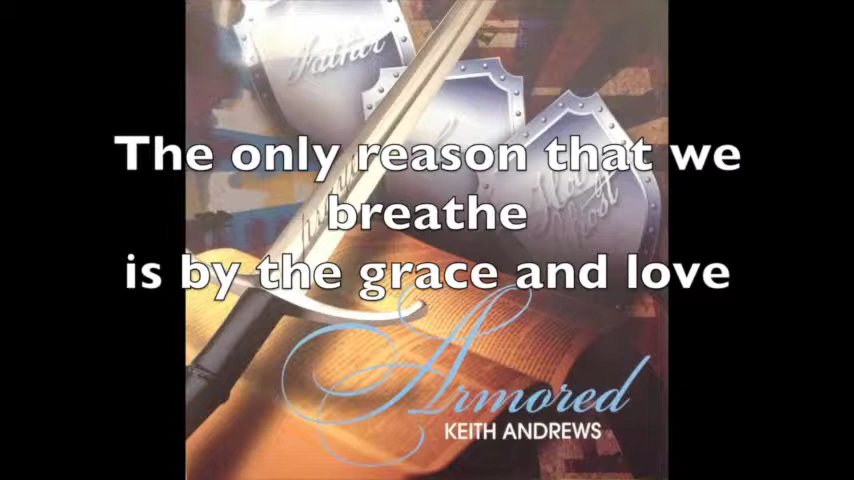 Father
The only reason that we
breathe
Holy
Ghost
is by the grace and love
Armored
KEITH ANDREWS